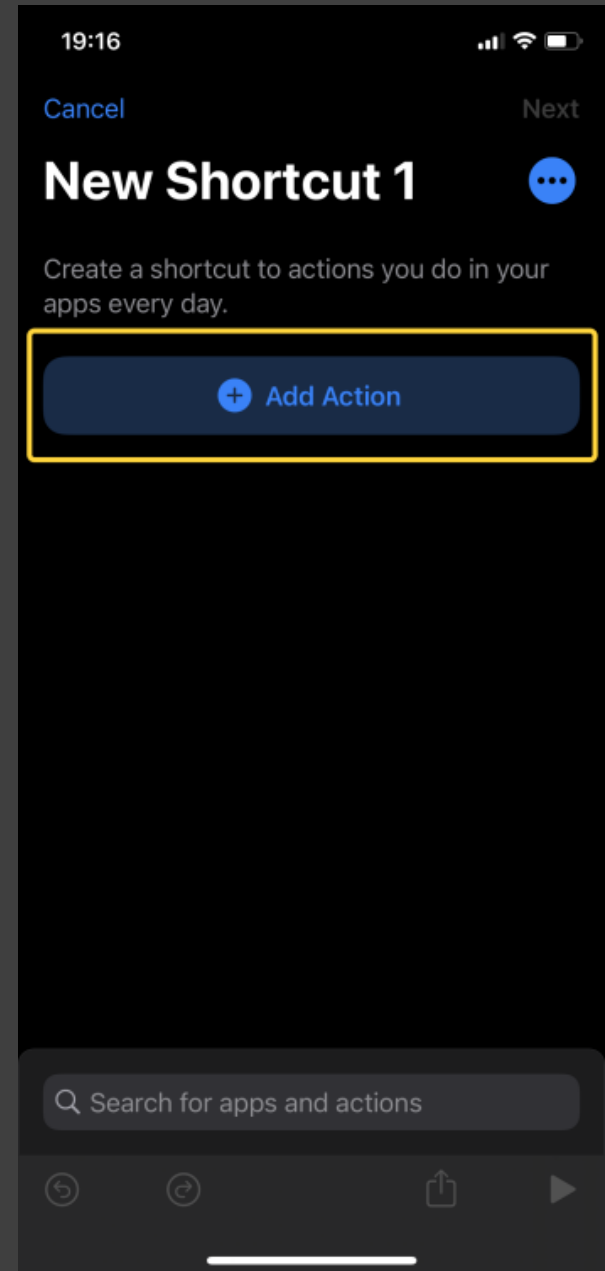 19:16
Cancel Next
New Shortcut 1
Create a shortcut to actions you do in your
apps every day.
Add Action
Search for apps and actions